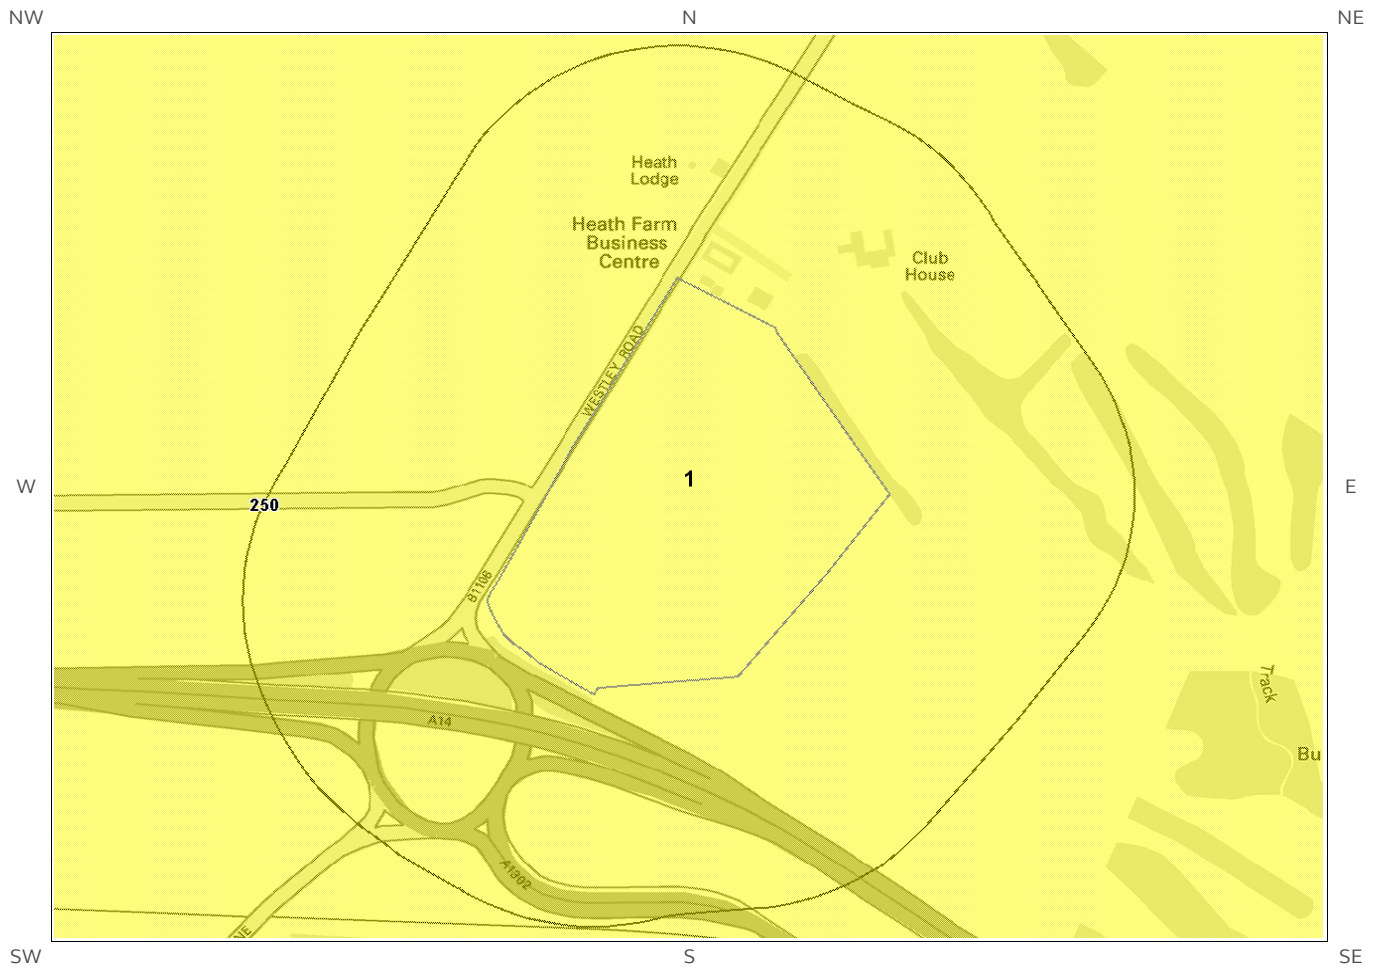 NW
N
NE
Heath
Lodge
Heath Farm
Business
Centre
Club
House
WESTLEY ROAD
W
1
E
250
B1106
Track
A14
Bu
A1302
NE
SW
S
SE